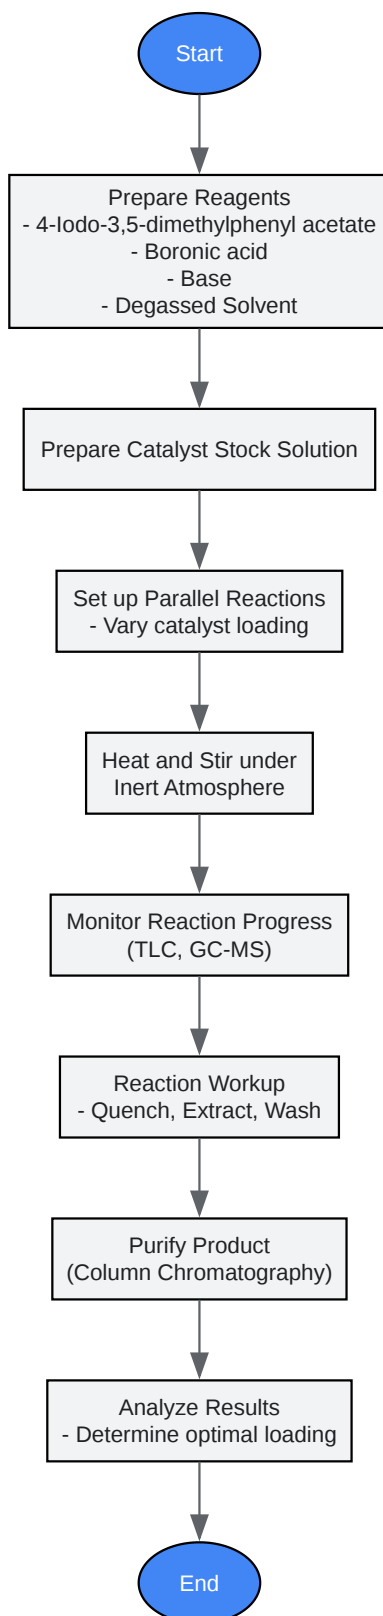 Start
Prepare Reagents
- 4-Iodo-3,5-dimethylphenyl acetate
- Boronic acid
- Base
- Degassed Solvent
Prepare Catalyst Stock Solution
Set up Parallel Reactions
- Vary catalyst loading
Heat and Stir under
Inert Atmosphere
Monitor Reaction Progress
(TLC, GC-MS)
Reaction Workup
- Quench, Extract, Wash
Purify Product
(Column Chromatography)
Analyze Results
- Determine optimal loading
End